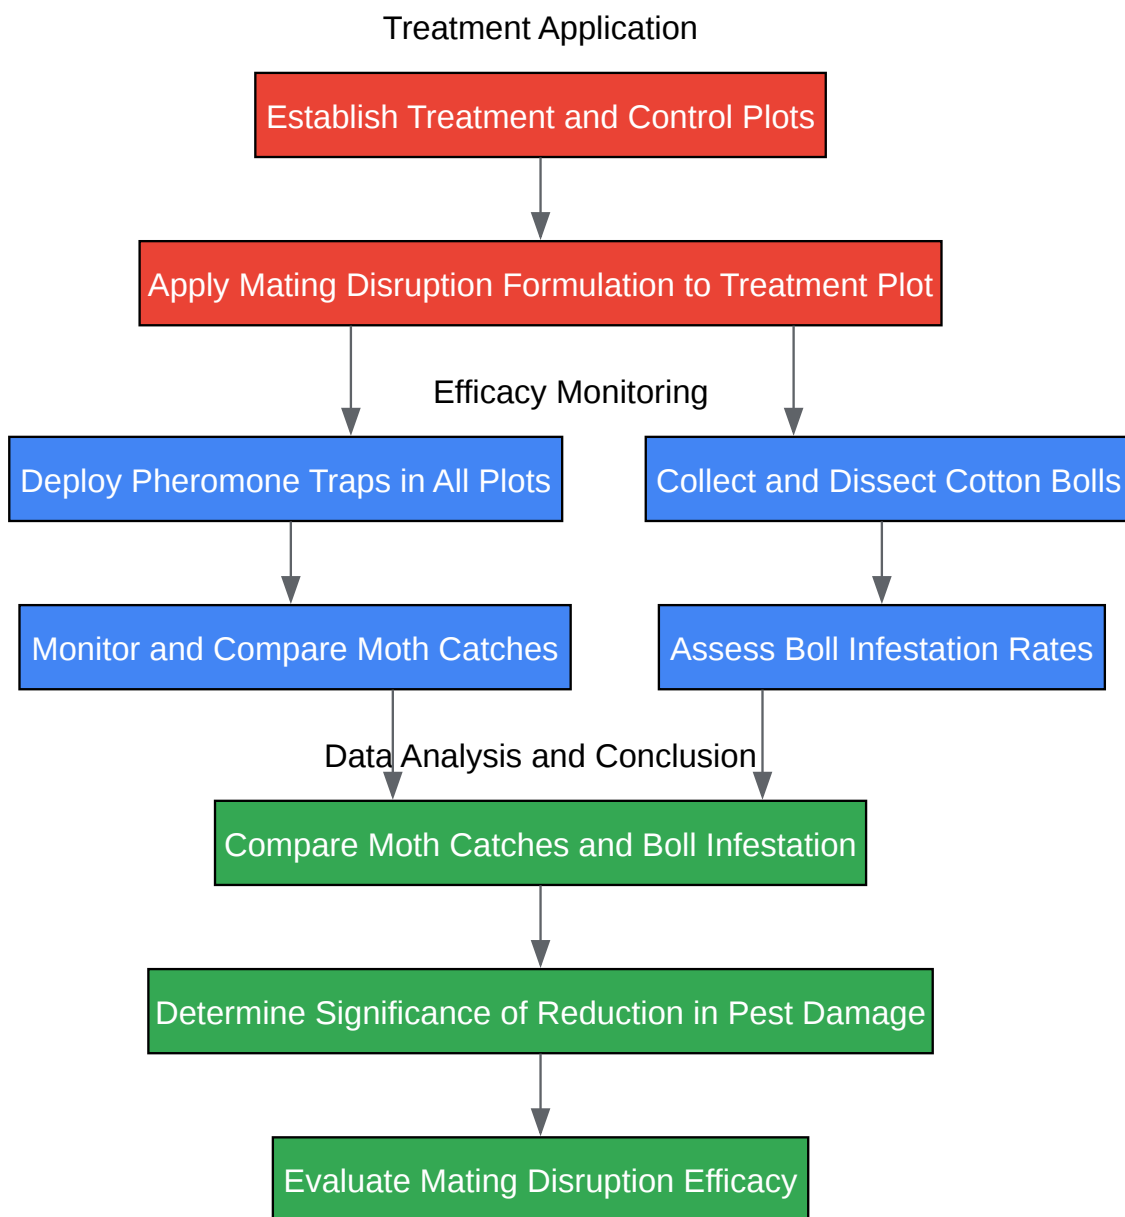 Treatment Application
Establish Treatment and Control Plots
Apply Mating Disruption Formulation to Treatment Plot
Efficacy Monitoring
Deploy Pheromone Traps in All Plots
Collect and Dissect Cotton Bolls
Monitor and Compare Moth Catches
Assess Boll Infestation Rates
Data Analysis and Conclusion
Compare Moth Catches and Boll Infestation
Determine Significance of Reduction in Pest Damage
Evaluate Mating Disruption Efficacy